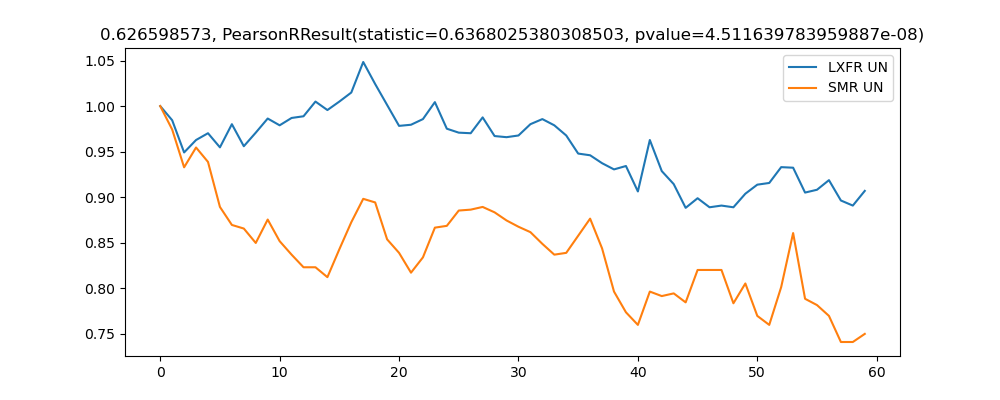 0.626598573, PearsonRResult(statistic=0.6368025380308503, pvalue=4.511639783959887e-08)
LXFR UN
SMR UN
1.05
1.00
0.95
0.90
0.85
0.80
0.75
0 10 20 30 40 50 60